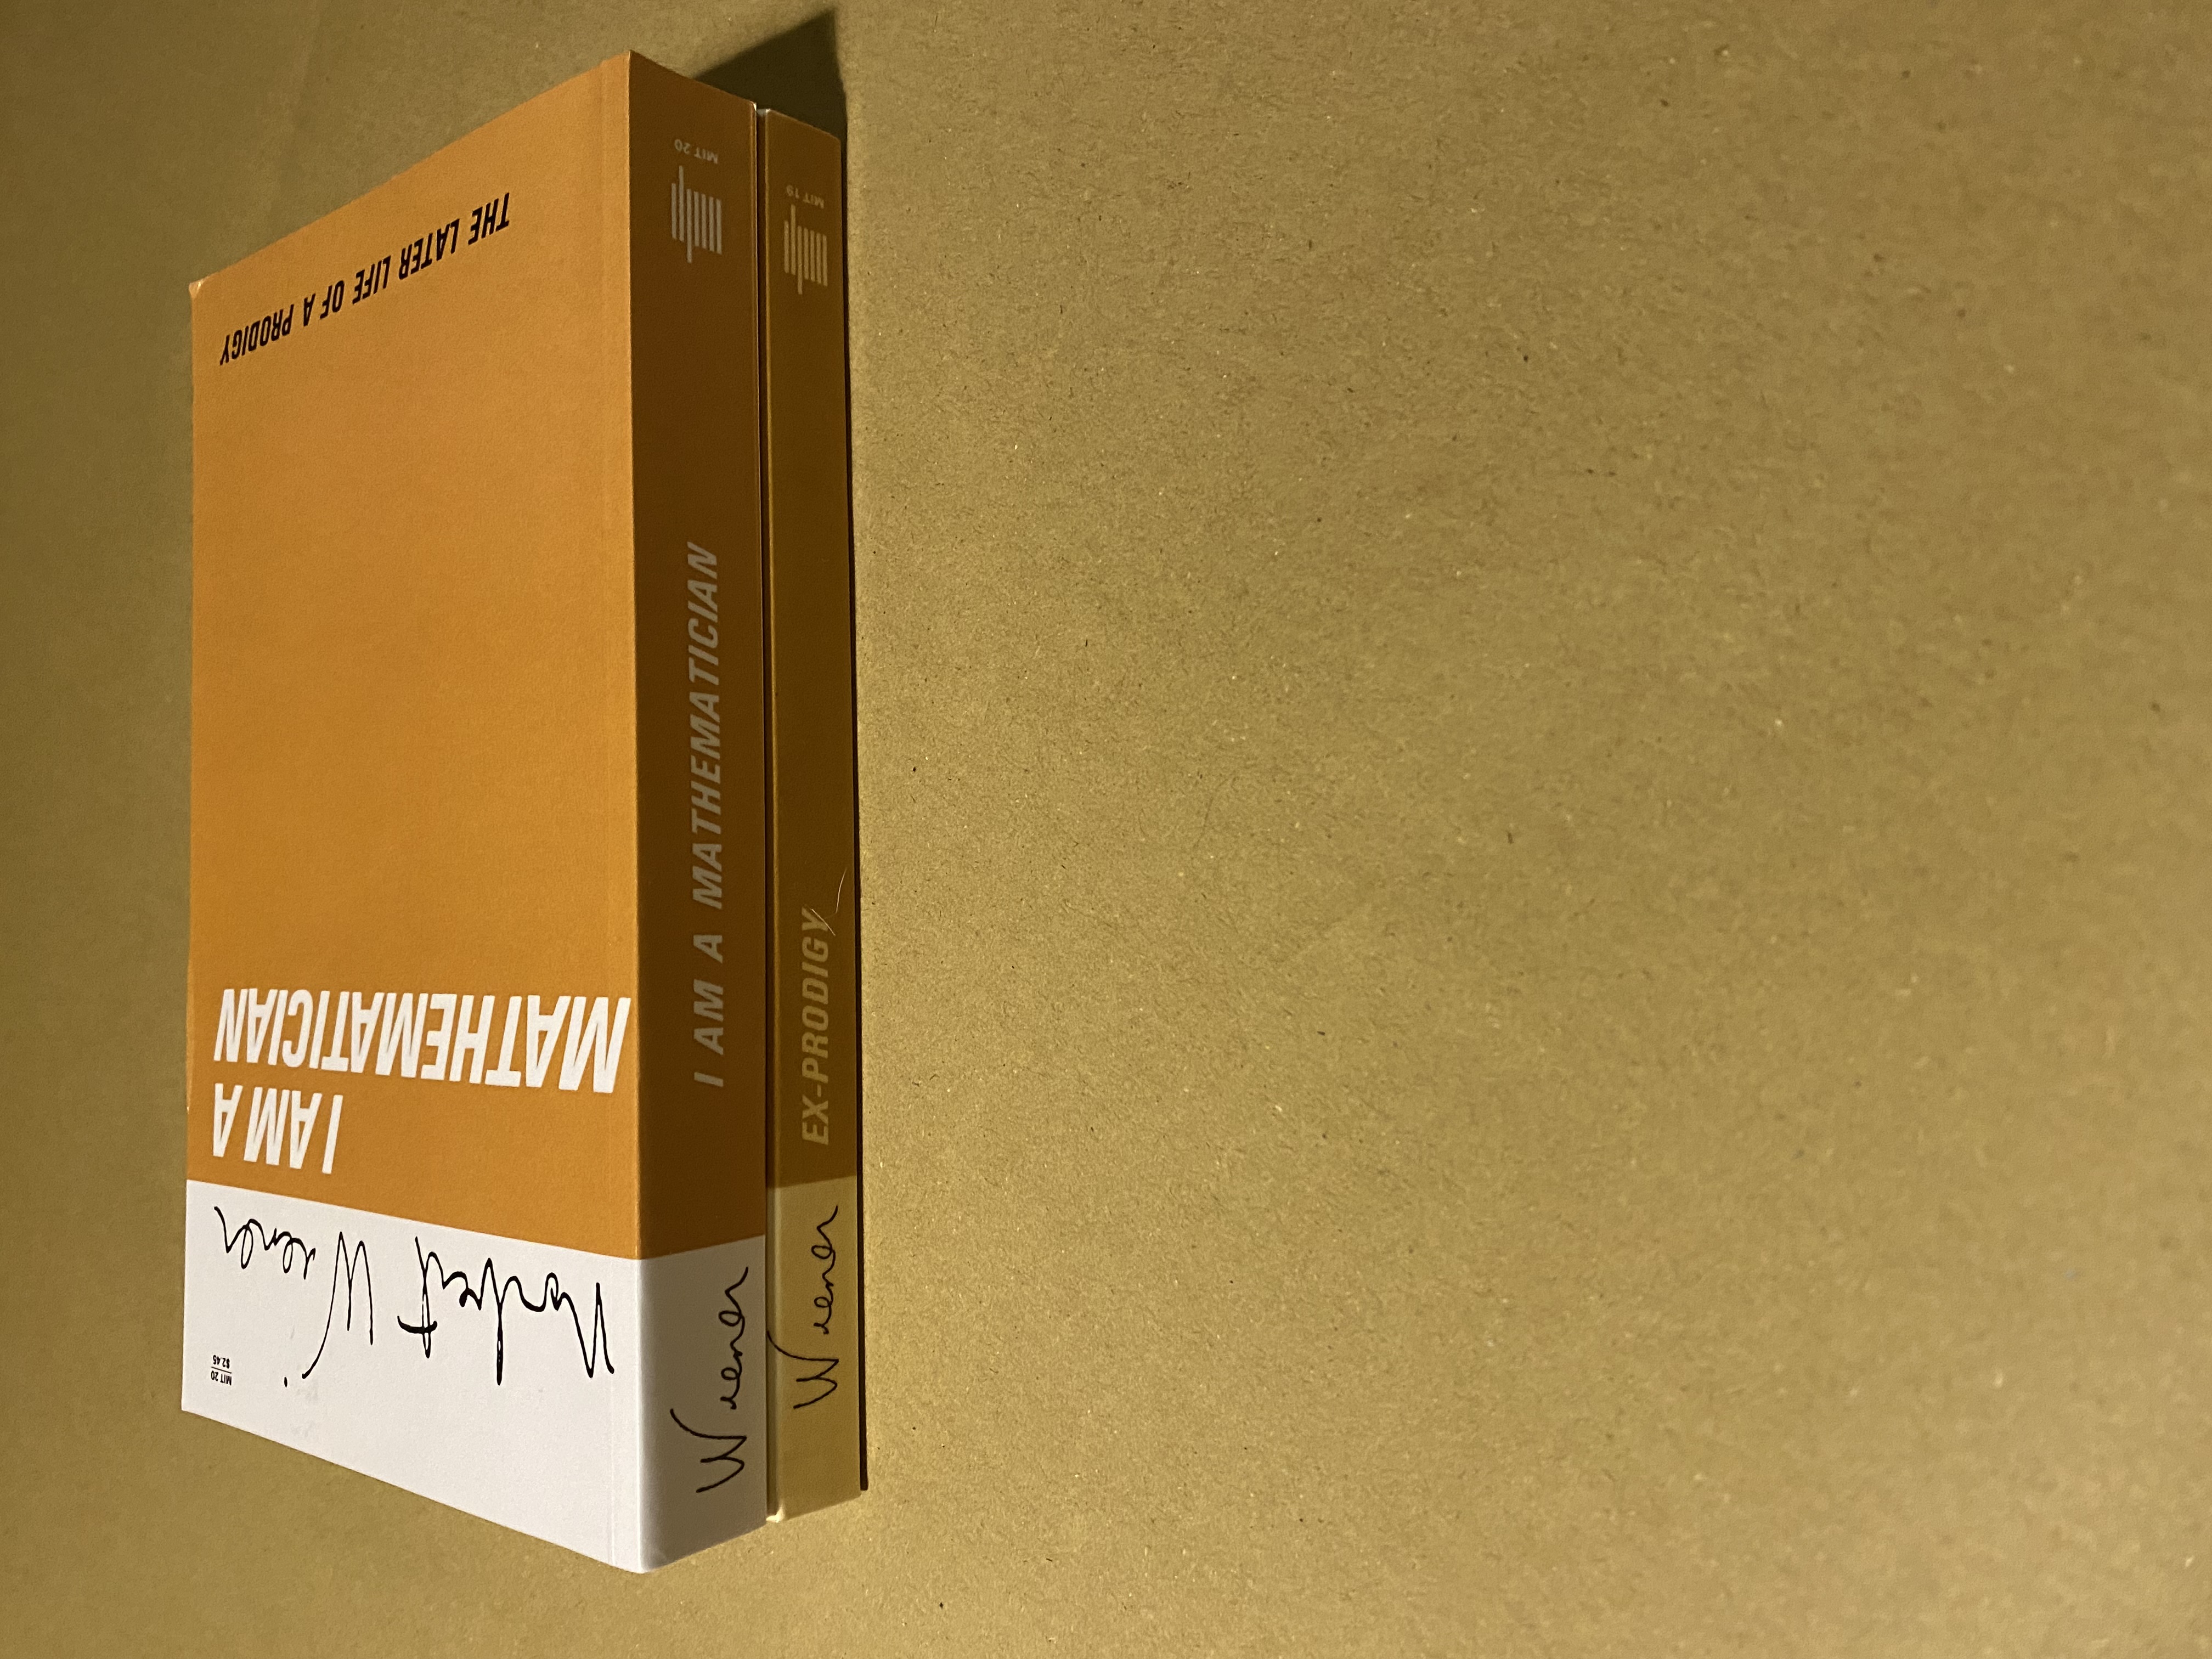 MIT 20
$2.45
Norbert Wiener
I AM A
MATHEMATICIAN
THE LATER LIFE OF A PRODIGY
Wiener
I AM A MATHEMATICIAN
MIT 20
Wiener
EX-PRODIGY
MIT 19